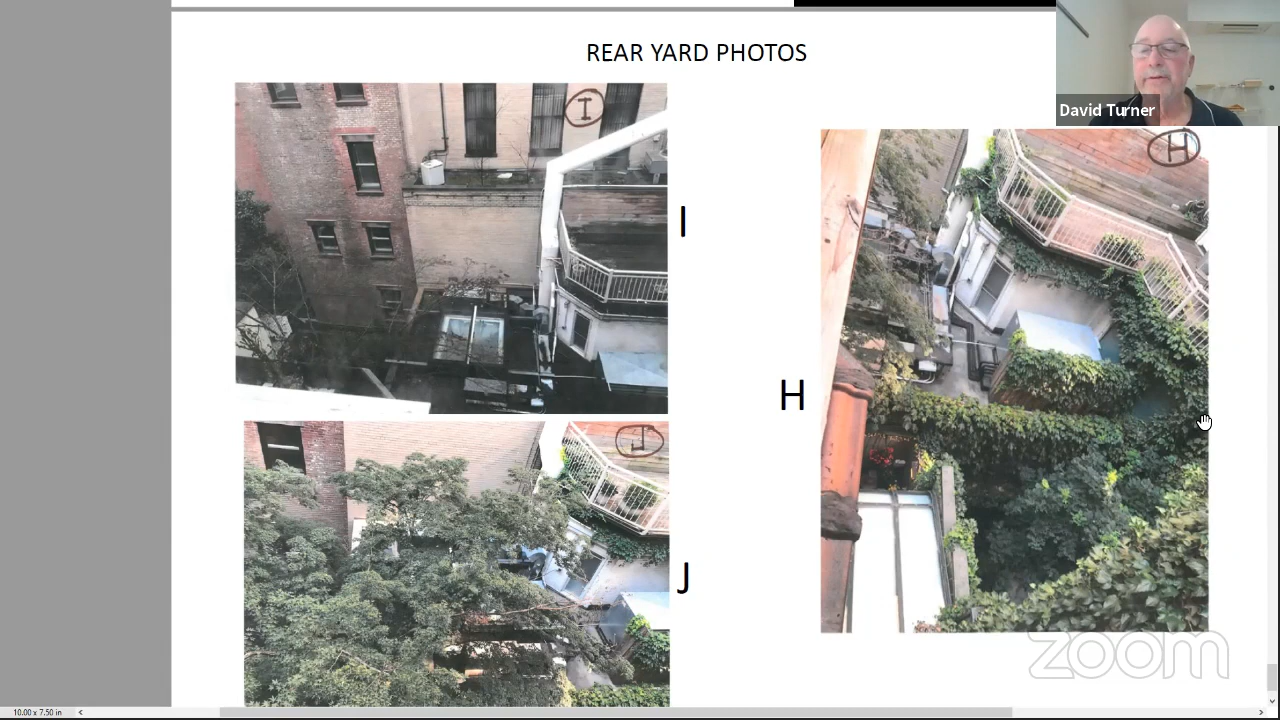 REAR YARD PHOTOS
David Turner
I
H
I
H
J
J
zoom
10.00 x 7.50 in